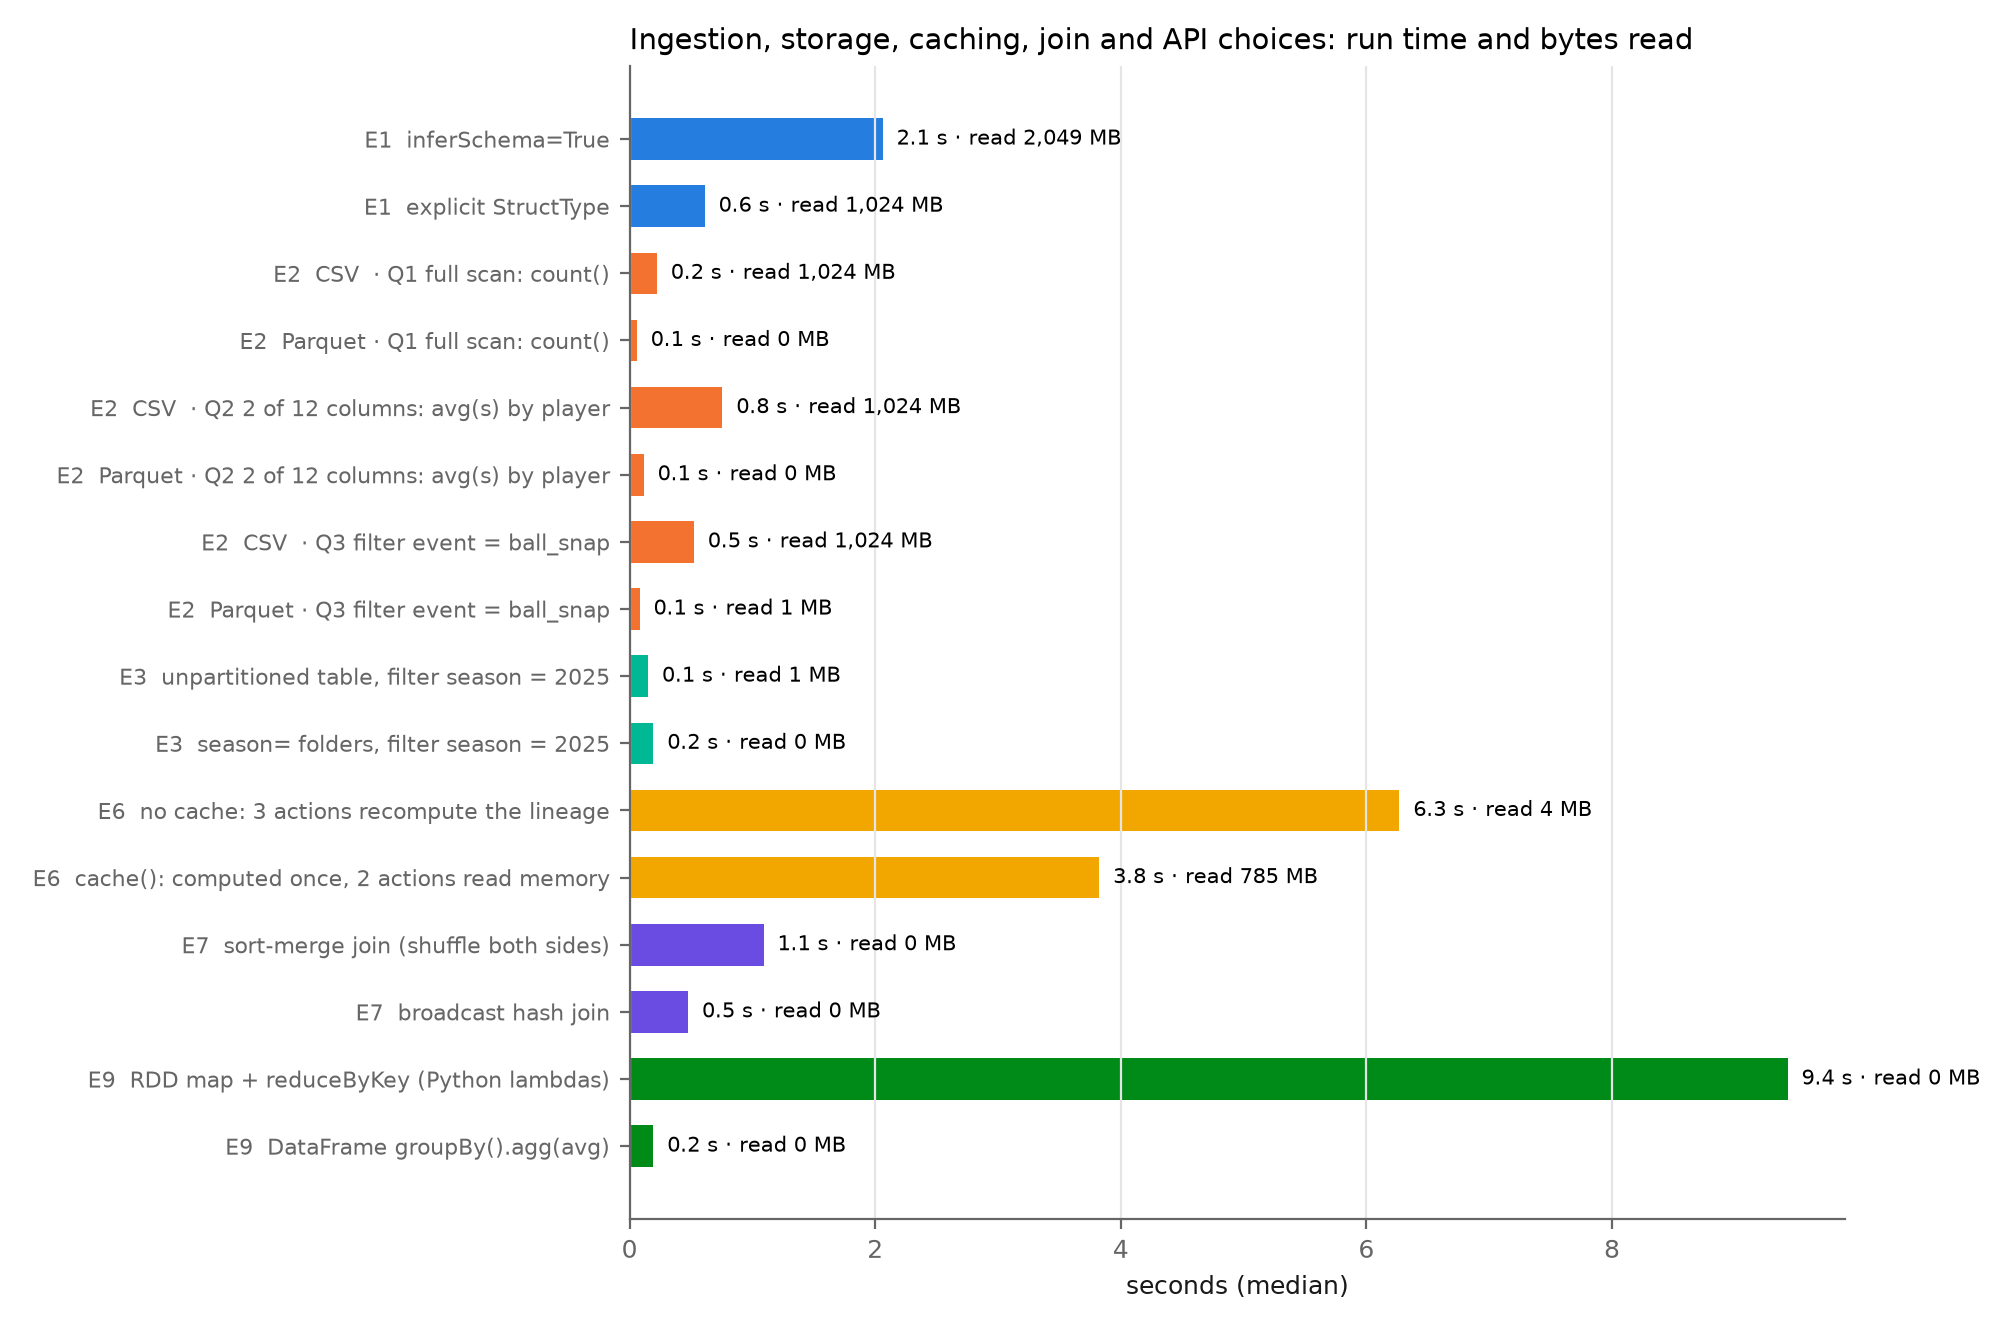 Ingestion, storage, caching, join and API choices: run time and bytes read
E1  inferSchema=True
2.1 s · read 2,049 MB
E1  explicit StructType
0.6 s · read 1,024 MB
E2  CSV  · Q1 full scan: count()
0.2 s · read 1,024 MB
E2  Parquet · Q1 full scan: count()
0.1 s · read 0 MB
E2  CSV  · Q2 2 of 12 columns: avg(s) by player
0.8 s · read 1,024 MB
E2  Parquet · Q2 2 of 12 columns: avg(s) by player
0.1 s · read 0 MB
E2  CSV  · Q3 filter event = ball_snap
0.5 s · read 1,024 MB
E2  Parquet · Q3 filter event = ball_snap
0.1 s · read 1 MB
E3  unpartitioned table, filter season = 2025
0.1 s · read 1 MB
E3  season= folders, filter season = 2025
0.2 s · read 0 MB
E6  no cache: 3 actions recompute the lineage
6.3 s · read 4 MB
E6  cache(): computed once, 2 actions read memory
3.8 s · read 785 MB
E7  sort-merge join (shuffle both sides)
1.1 s · read 0 MB
E7  broadcast hash join
0.5 s · read 0 MB
E9  RDD map + reduceByKey (Python lambdas)
9.4 s · read 0 MB
E9  DataFrame groupBy().agg(avg)
0.2 s · read 0 MB
0 2 4 6 8
seconds (median)